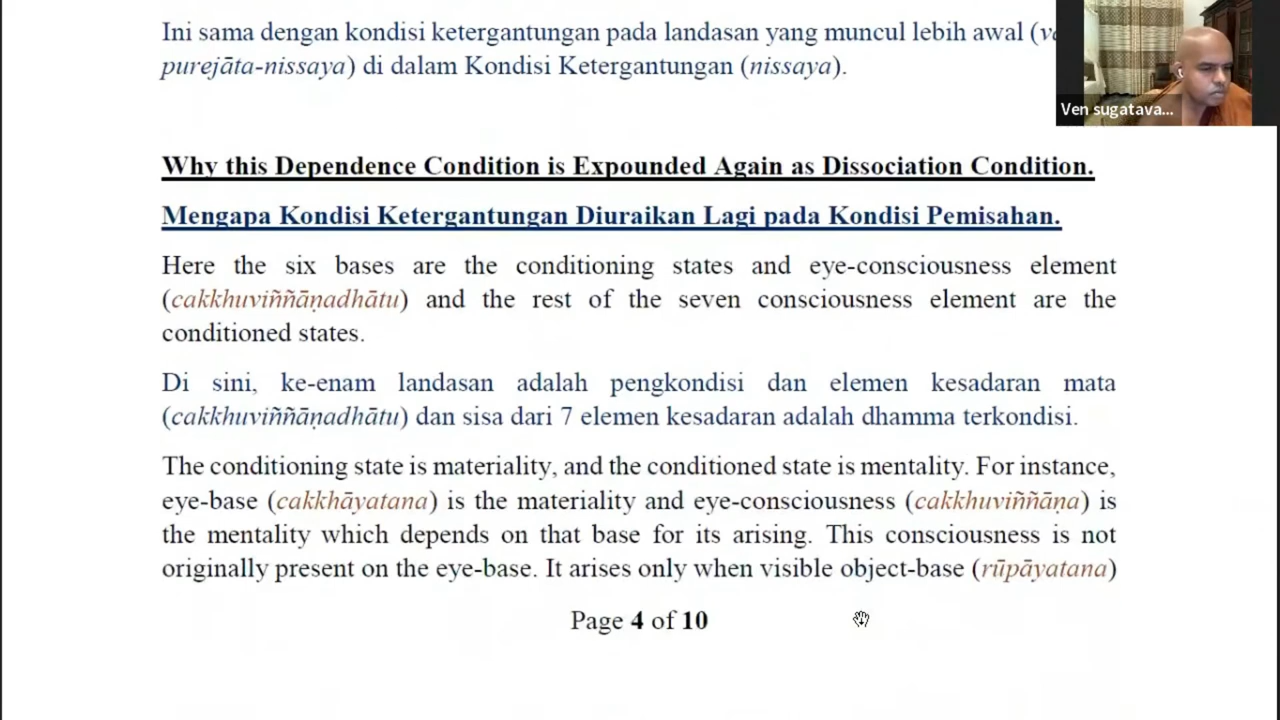 Ini sama dengan kondisi ketergantungan pada landasan yang muncul lebih awal
purejāta-nissaya) di dalam Kondisi Ketergantungan (nissaya).
Ven sugatava...
Why this Dependence Condition is Expounded Again as Dissociation Condition.
Mengapa Kondisi Ketergantungan Diuraikan Lagi pada Kondisi Pemisahan.
Here the six bases are the conditioning states and eye-consciousness element
(cakkhuviññāṇadhātu) and the rest of the seven consciousness element are the
conditioned states.
Di sini, ke-enam landasan adalah pengkondisi dan elemen kesadaran mata
(cakkhuviññāṇadhātu) dan sisa dari 7 elemen kesadaran adalah dhamma terkondisi.
The conditioning state is materiality, and the conditioned state is mentality. For instance,
eye-base (cakkhāyatana) is the materiality and eye-consciousness (cakkhuviññāṇa) is
the mentality which depends on that base for its arising. This consciousness is not
originally present on the eye-base. It arises only when visible object-base (rūpāyatana)
Page 4 of 10